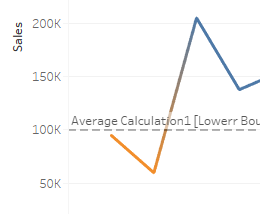 Sales
200K
150K
Average Calculation1 [Lowerr Bou
100K
50K